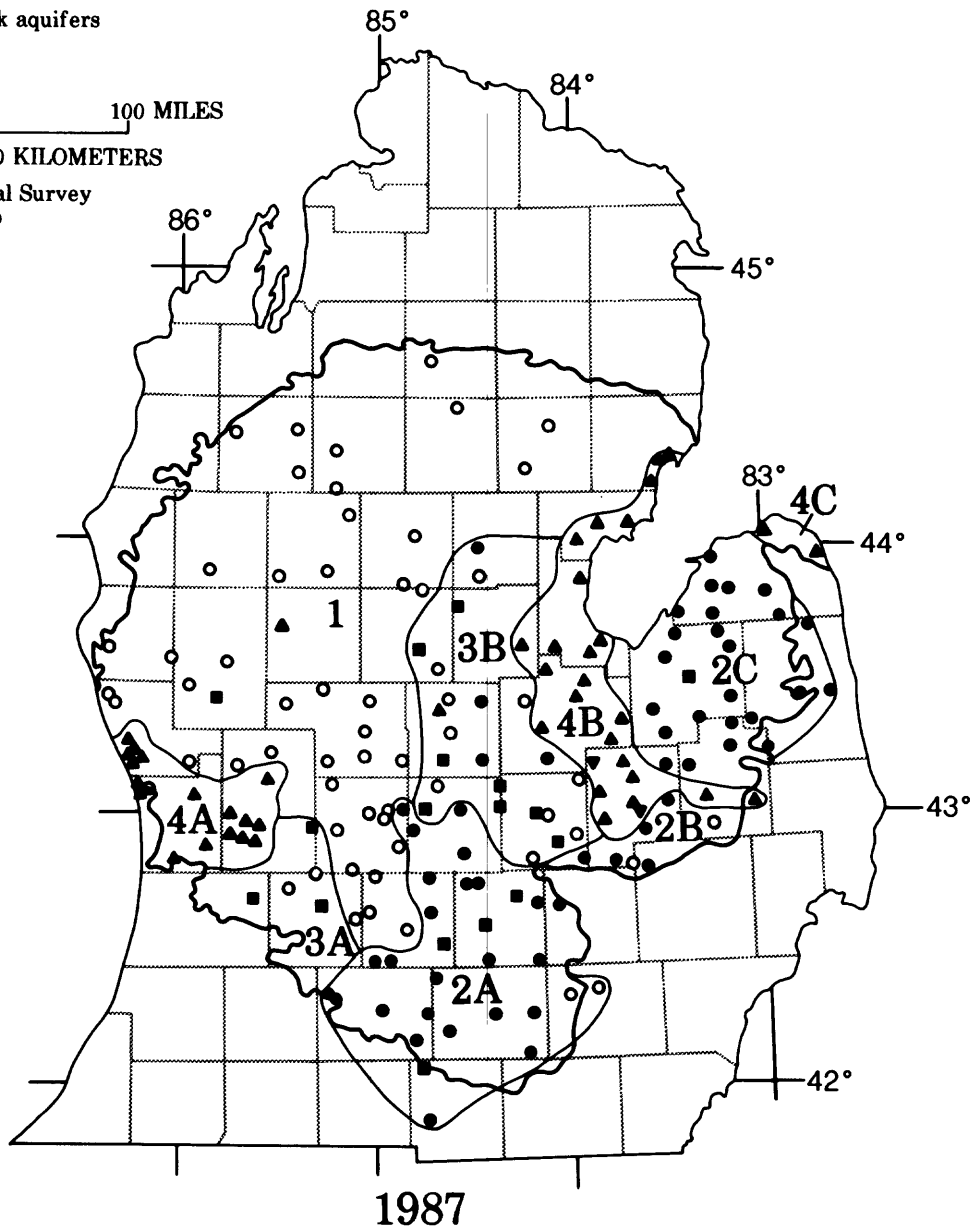 k aquifers
85°
84°
100 MILES
KILOMETERS
al Survey
86°
45°
83°
4C
44°
1
3B
2C
4B
4A
2B
43°
3A
2A
42°
1987